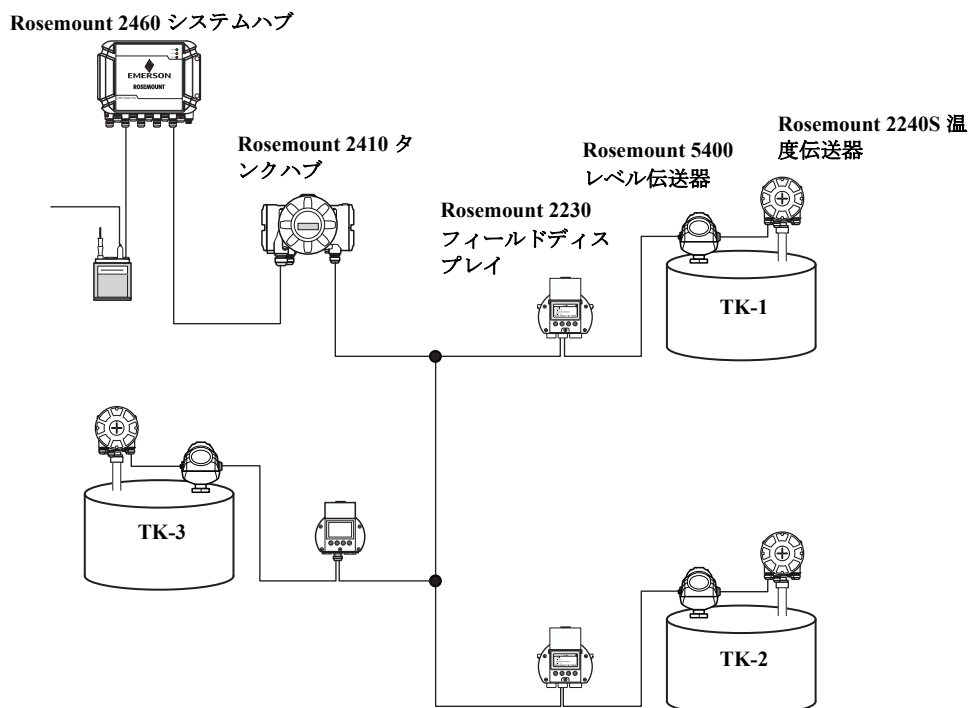 Rosemount 2460 システムハブ
EMERSON
ROSEMOUNT
Rosemount 2410 タ
ンクハブ
Rosemount 2230
フィールドディス
プレイ
Rosemount 5400
レベル伝送器
Rosemount 2240S 温
度伝送器
TK-1
TK-3
TK-2